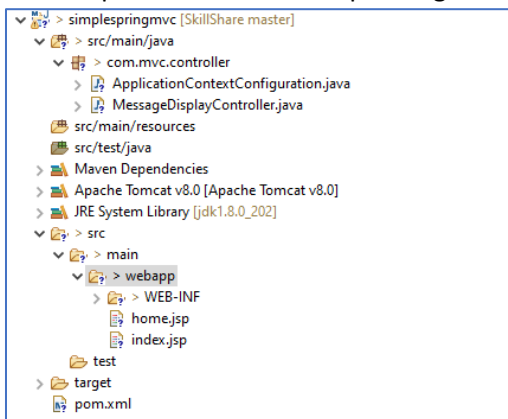 > simplespringmvc [SkillShare master]
> src/main/java
> com.mvc.controller
ApplicationContextConfiguration.java
MessageDisplayController.java
src/main/resources
src/test/java
Maven Dependencies
Apache Tomcat v8.0 [Apache Tomcat v8.0]
JRE System Library [jdk1.8.0_202]
> src
> main
> webapp
> WEB-INF
home.jsp
index.jsp
test
target
pom.xml